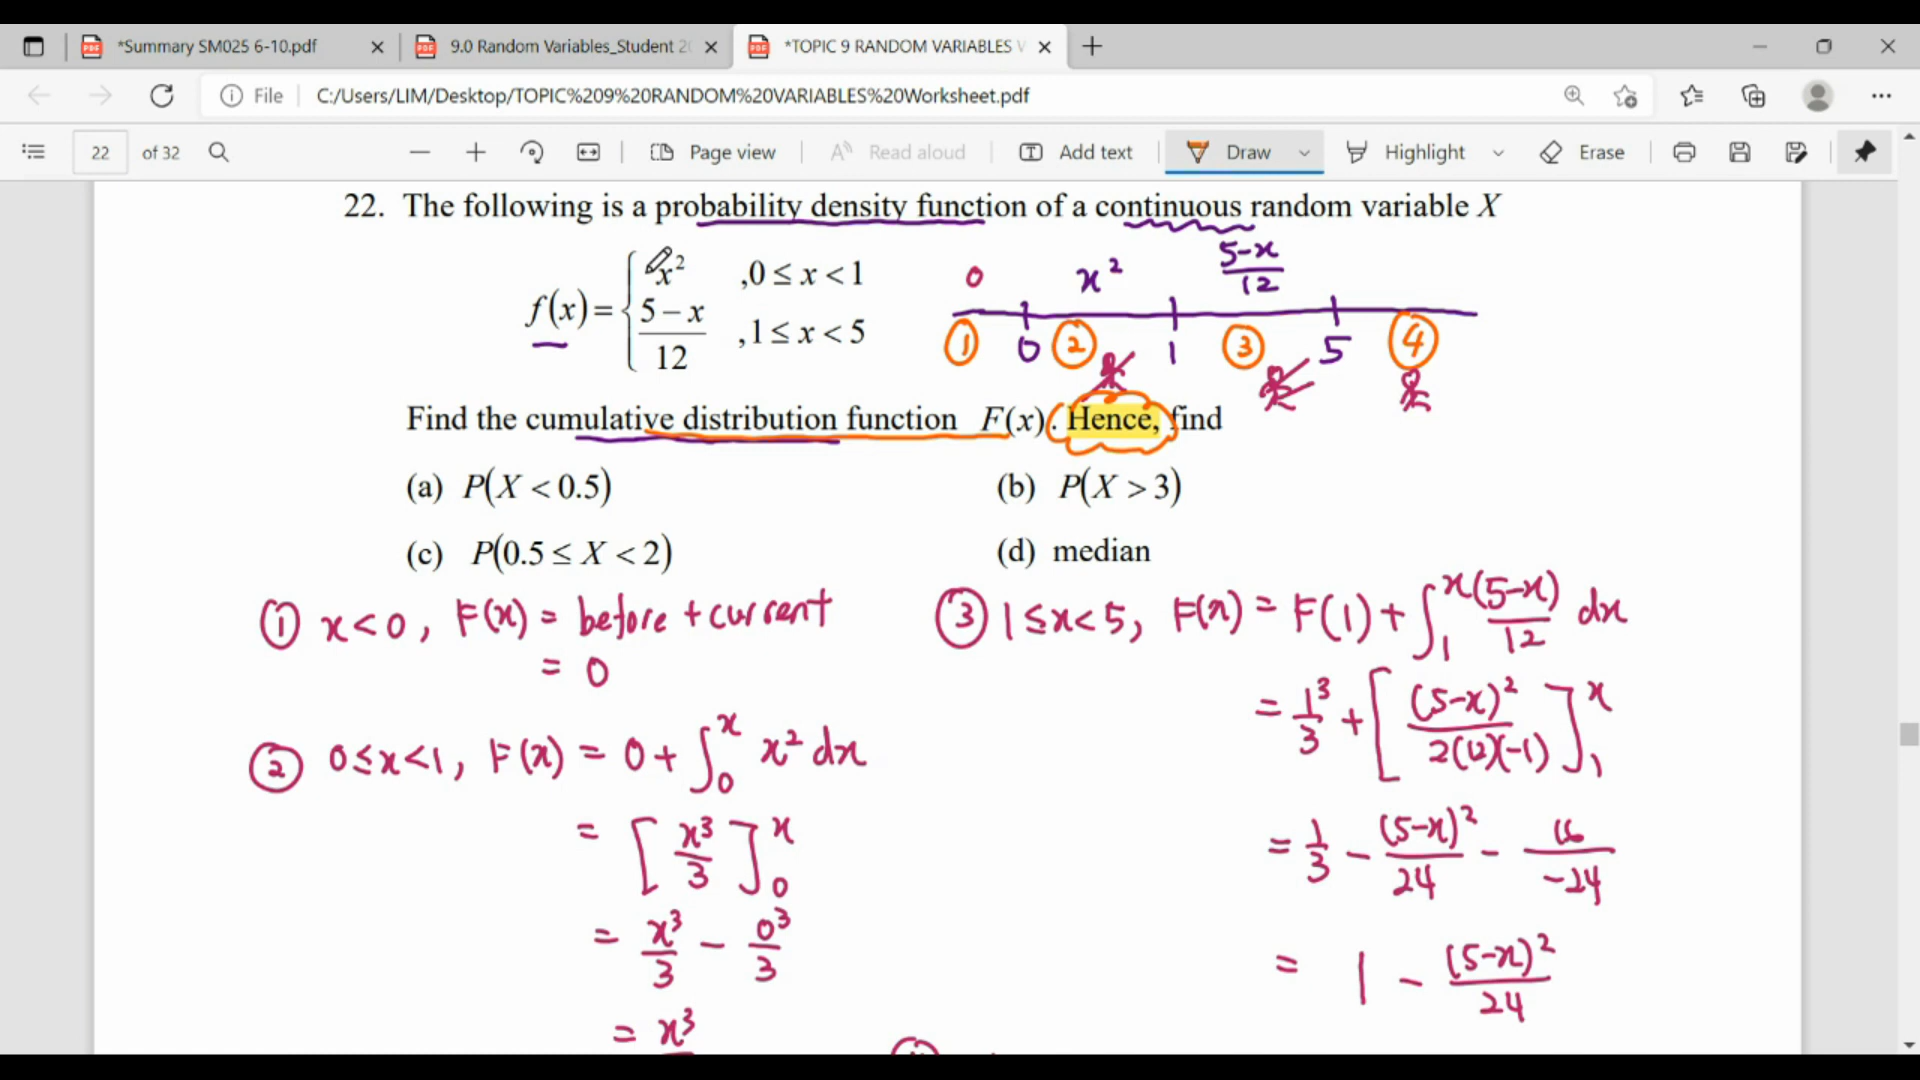 *Summary SM025 6-10.pdf
9.0 Random Variables_Student 20
*TOPIC 9 RANDOM VARIABLES
File
C:/Users/LIM/Desktop/TOPIC%209%20RANDOM%20VARIABLES%20Worksheet.pdf
22 of 32
Page view
Read aloud
Add text
Draw
Highlight
Erase
22. The following is a probability density function of a continuous random variable X
f(x) = { x² , 0 ≤ x < 1
(5 − x)/12 , 1 ≤ x < 5
0 x² (5-x)/12
① 0 ② 1 ③ 5 ④
Find the cumulative distribution function F(x). Hence, find
(a) P(X < 0.5) (b) P(X > 3)
(c) P(0.5 ≤ X < 2) (d) median
① x<0, F(x) = before + current
= 0
② 0≤x<1, F(x) = 0 + ∫₀ˣ x² dx
= [x³/3]₀ˣ
= x³/3 - 0³/3
= x³
③ 1≤x<5, F(x) = F(1) + ∫₁ˣ (5-x)/12 dx
= 1³/3 + [(5-x)²/2(12)(-1)]₁ˣ
= 1/3 - (5-x)²/24 - 16/-24
= 1 - (5-x)²/24